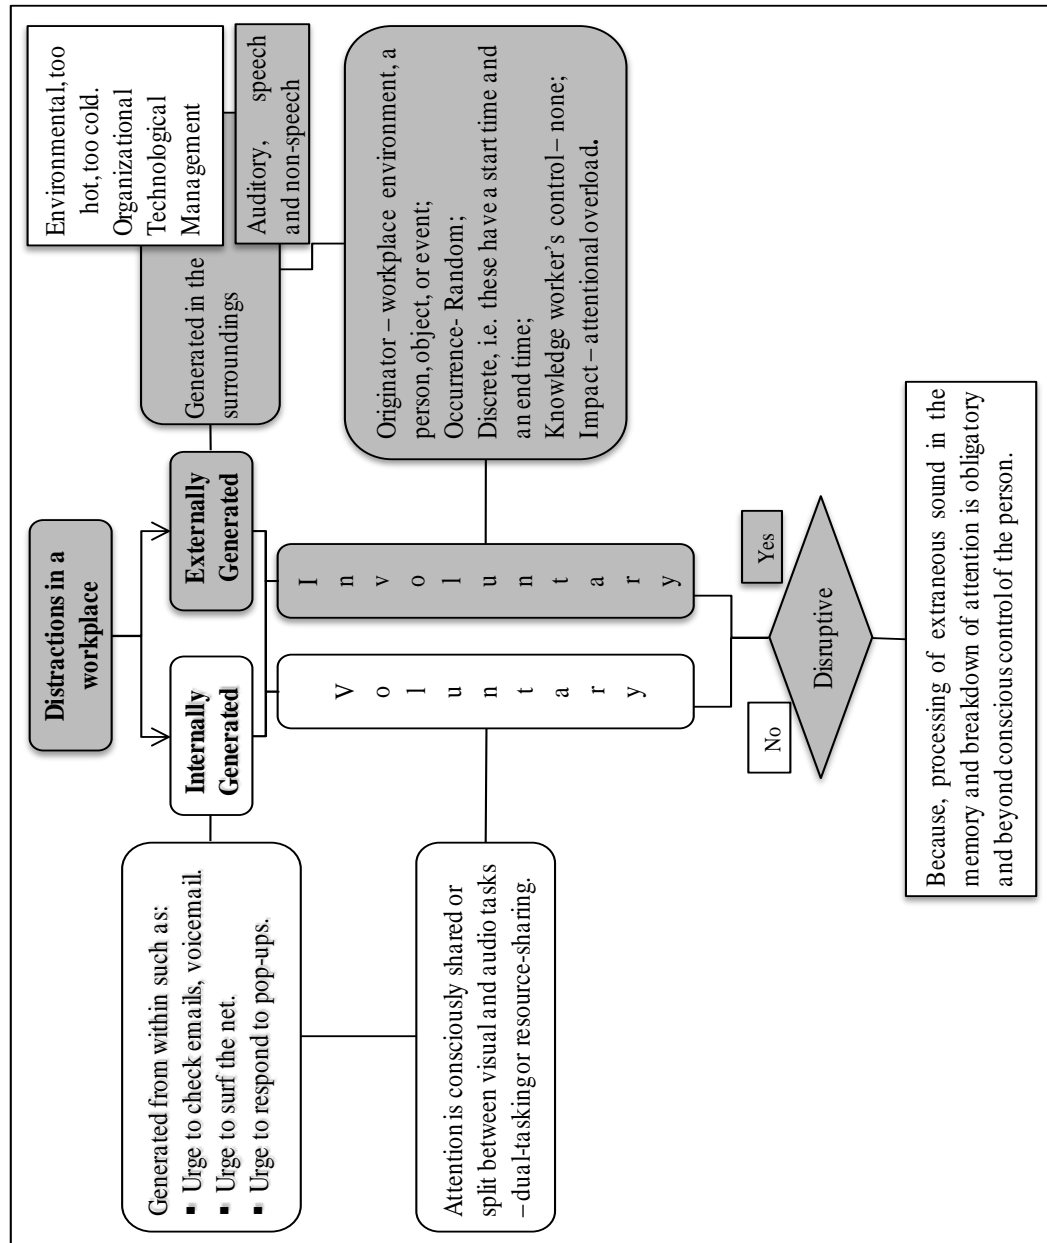 Distractions in a
workplace
Internally
Generated
Externally
Generated
Generated from within such as:
▪ Urge to check emails, voicemail.
▪ Urge to surf the net.
▪ Urge to respond to pop-ups.
Generated in the
surroundings
Environmental, too
hot, too cold.
Organizational
Technological
Management
Auditory, speech
and non-speech
Voluntary
Involuntary
Attention is consciously shared or
split between visual and audio tasks
– dual-tasking or resource-sharing.
Originator – workplace environment, a
person, object, or event;
Occurrence- Random;
Discrete, i.e. these have a start time and
an end time;
Knowledge worker’s control – none;
Impact – attentional overload.
No
Yes
Disruptive
Because, processing of extraneous sound in the
memory and breakdown of attention is obligatory
and beyond conscious control of the person.